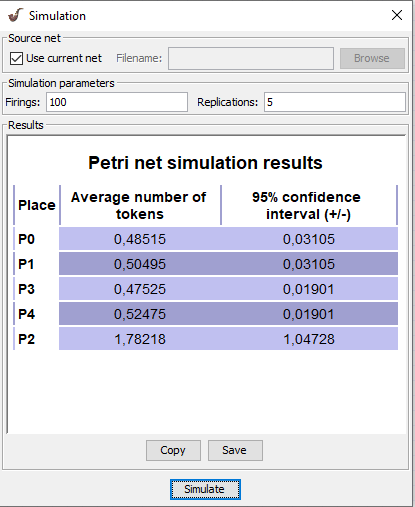 Simulation
Source net
Use current net Filename: Browse
Simulation parameters
Firings: 100 Replications: 5
Results
Petri net simulation results
Place Average number of tokens 95% confidence interval (+/-)
P0 0,48515 0,03105
P1 0,50495 0,03105
P3 0,47525 0,01901
P4 0,52475 0,01901
P2 1,78218 1,04728
Copy Save
Simulate